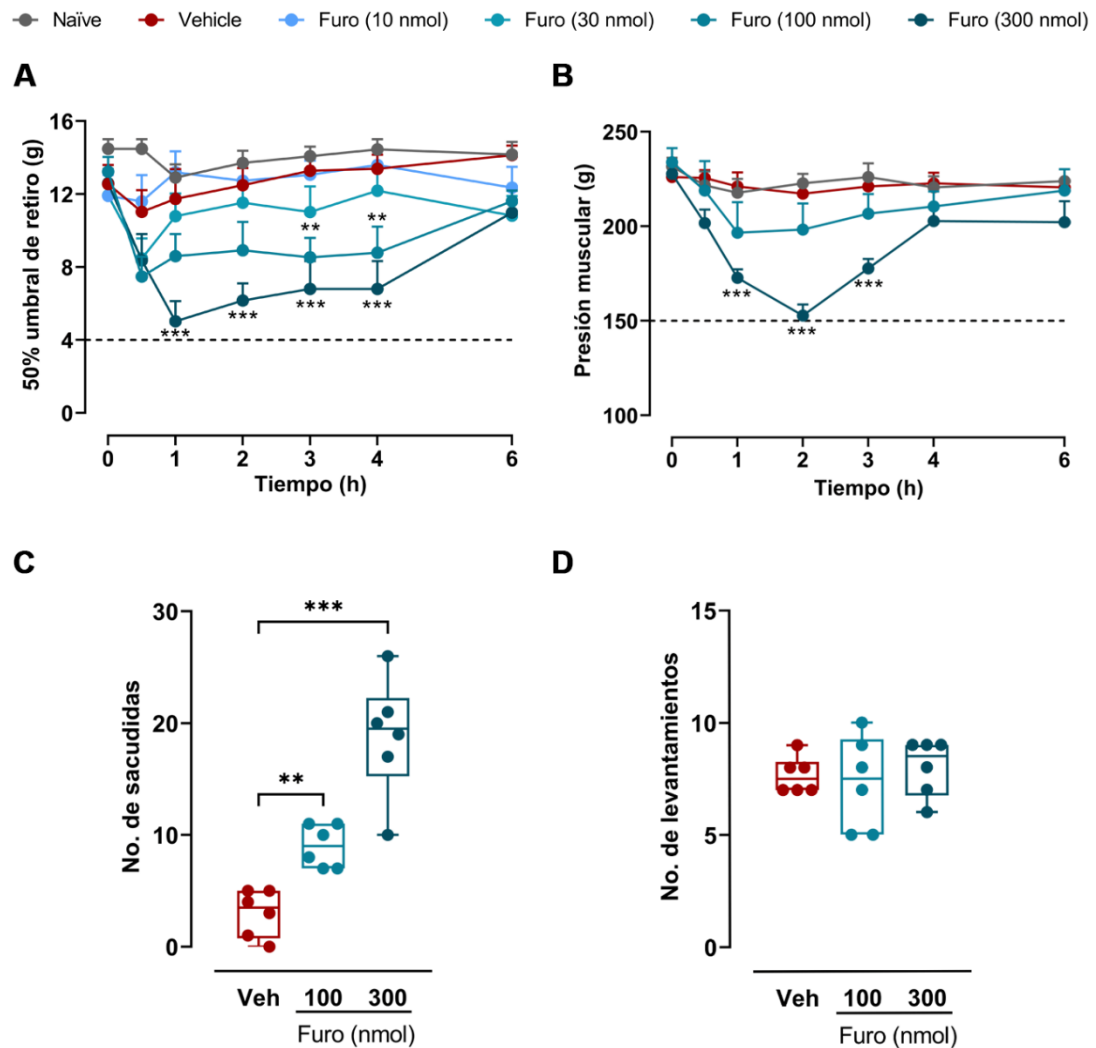 Naïve Vehicle Furo (10 nmol) Furo (30 nmol) Furo (100 nmol) Furo (300 nmol)
A
50% umbral de retiro (g)
16
12
8
4
0
**
**
***
***
***
***
0 1 2 3 4 6
Tiempo (h)
B
Presión muscular (g)
250
200
150
100
***
***
***
0 1 2 3 4 6
Tiempo (h)
C
No. de sacudidas
30
20
10
0
***
**
Veh 100 300
Furo (nmol)
D
No. de levantamientos
15
10
5
0
Veh 100 300
Furo (nmol)